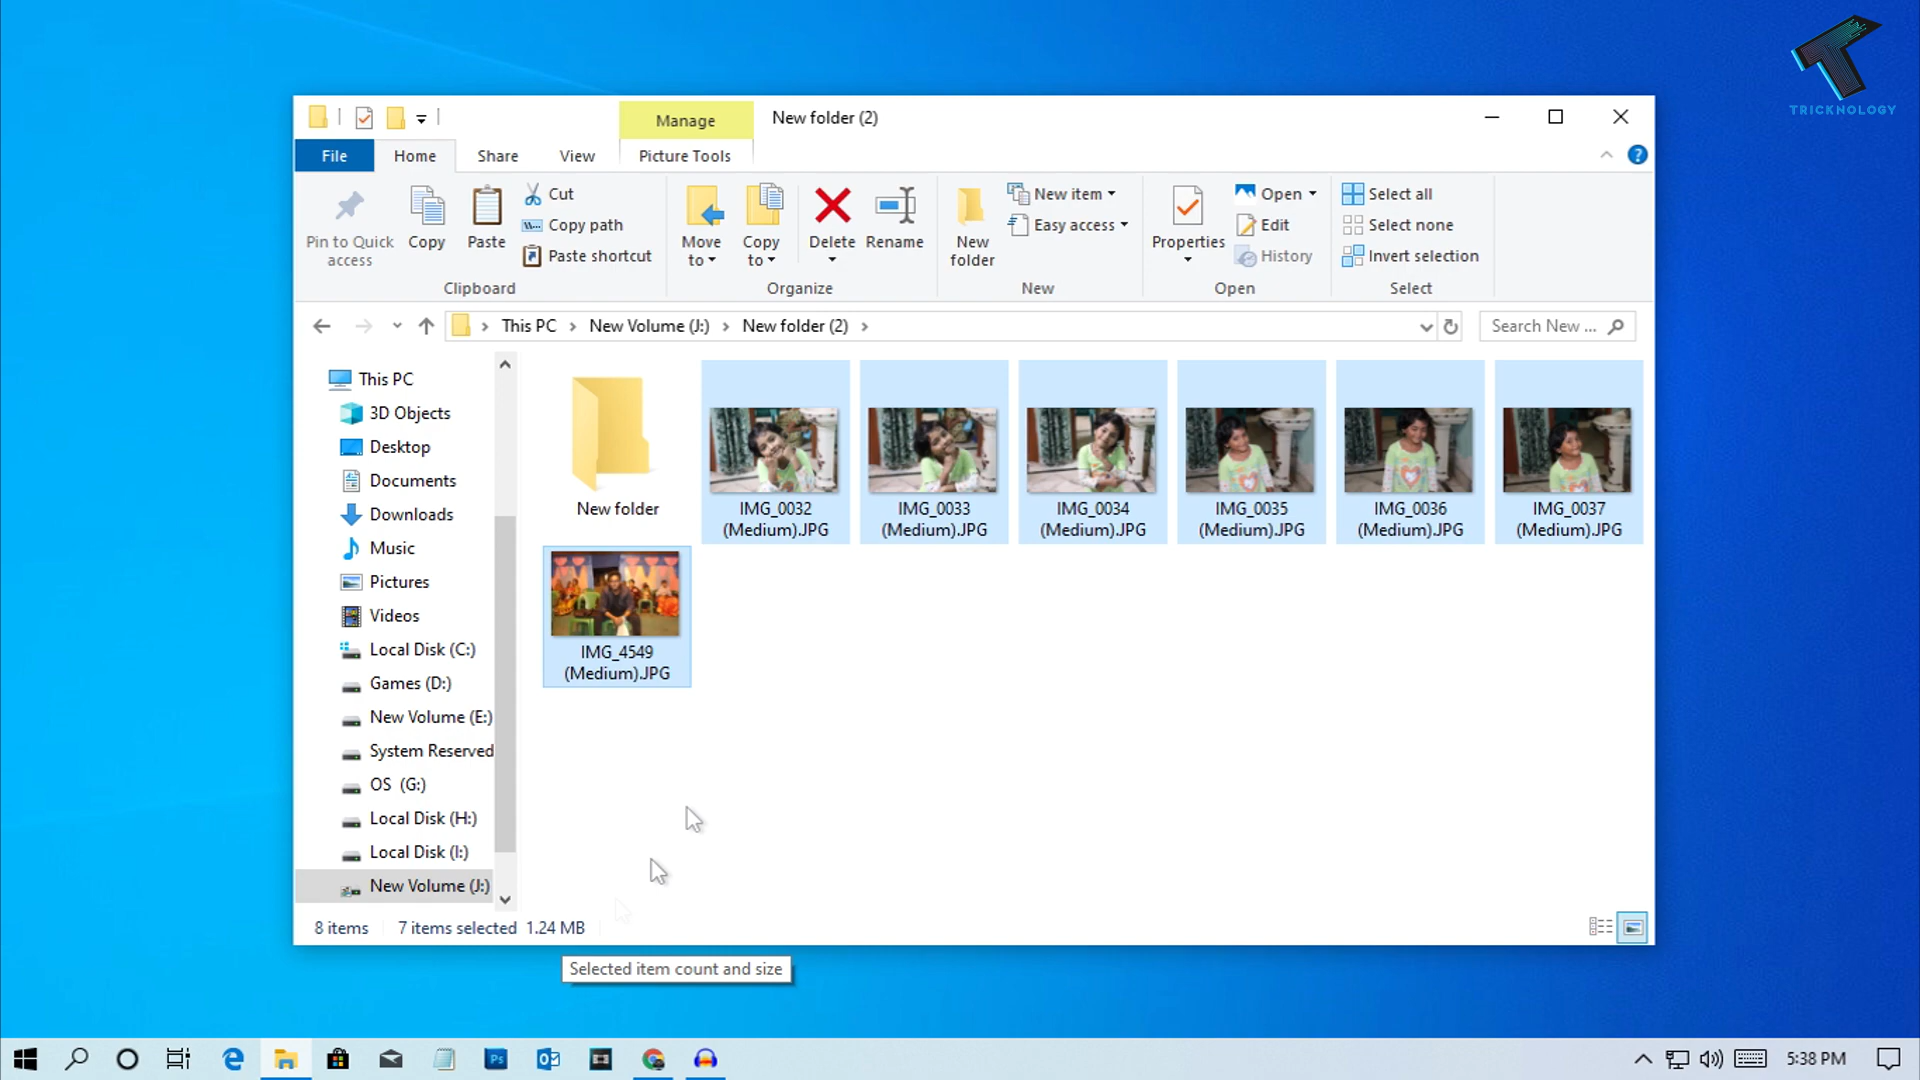 TRICKNOLOGY
Manage
New folder (2)
File
Home
Share
View
Picture Tools
Pin to Quick
access
Copy
Paste
Cut
Copy path
Paste shortcut
Clipboard
Move
to
Copy
to
Delete
Rename
Organize
New
folder
New item
Easy access
New
Properties
Open
Edit
History
Open
Select all
Select none
Invert selection
Select
This PC
New Volume (J:)
New folder (2)
Search New ...
This PC
3D Objects
Desktop
Documents
Downloads
Music
Pictures
Videos
Local Disk (C:)
Games (D:)
New Volume (E:)
System Reserved
OS (G:)
Local Disk (H:)
Local Disk (I:)
New Volume (J:)
New folder
IMG_0032
(Medium).JPG
IMG_0033
(Medium).JPG
IMG_0034
(Medium).JPG
IMG_0035
(Medium).JPG
IMG_0036
(Medium).JPG
IMG_0037
(Medium).JPG
IMG_4549
(Medium).JPG
8 items
7 items selected 1.24 MB
Selected item count and size
Ps
5:38 PM